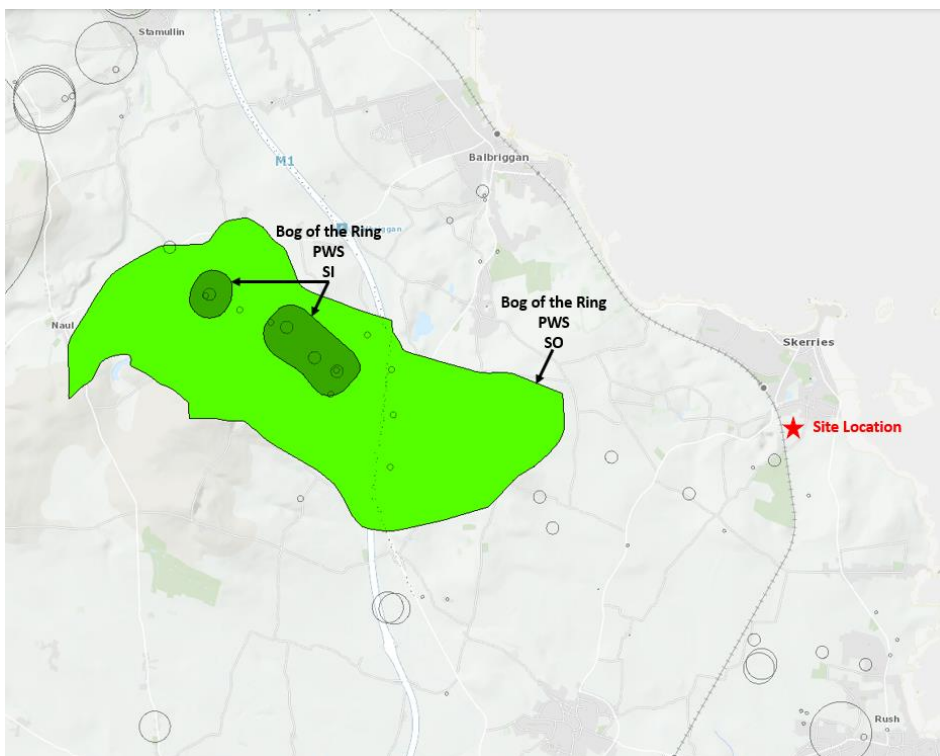 Stamullin
M1
Balbriggan
Bog of the Ring
PWS
SI
Bog of the Ring
PWS
SO
Naul
Skerries
Site Location
Rush